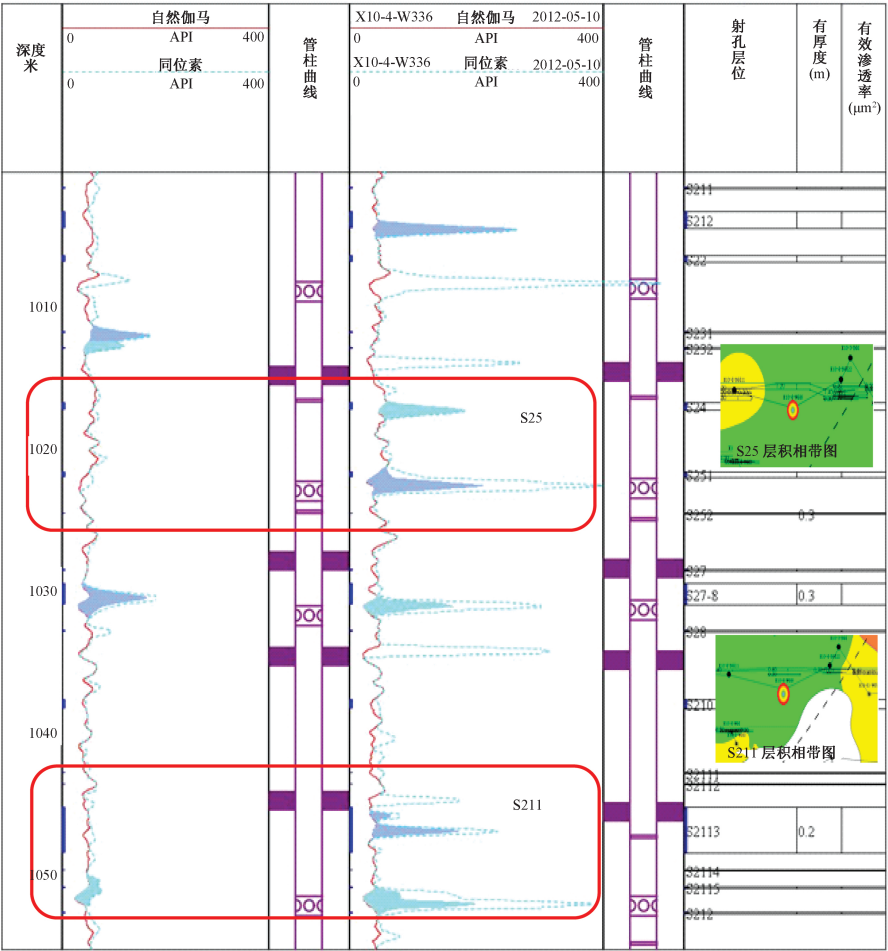 深度
米
自然伽马
0 API 400
同位素
0 API 400
管柱曲线
X10-4-W336 自然伽马 2012-05-10
0 API 400
X10-4-W336 同位素 2012-05-10
0 API 400
管柱曲线
射孔层位
有厚度(m)
有效渗透率(μm²)
S211
S212
S22
1010
S231
S232
S24
S25
1020
S25 层积相带图
S251
S252 0.3
S27
1030
S27-8 0.3
S28
S210
1040
S211 层积相带图
S2111
S2112
S211
S2113 0.2
1050
S2114
S2115
S212